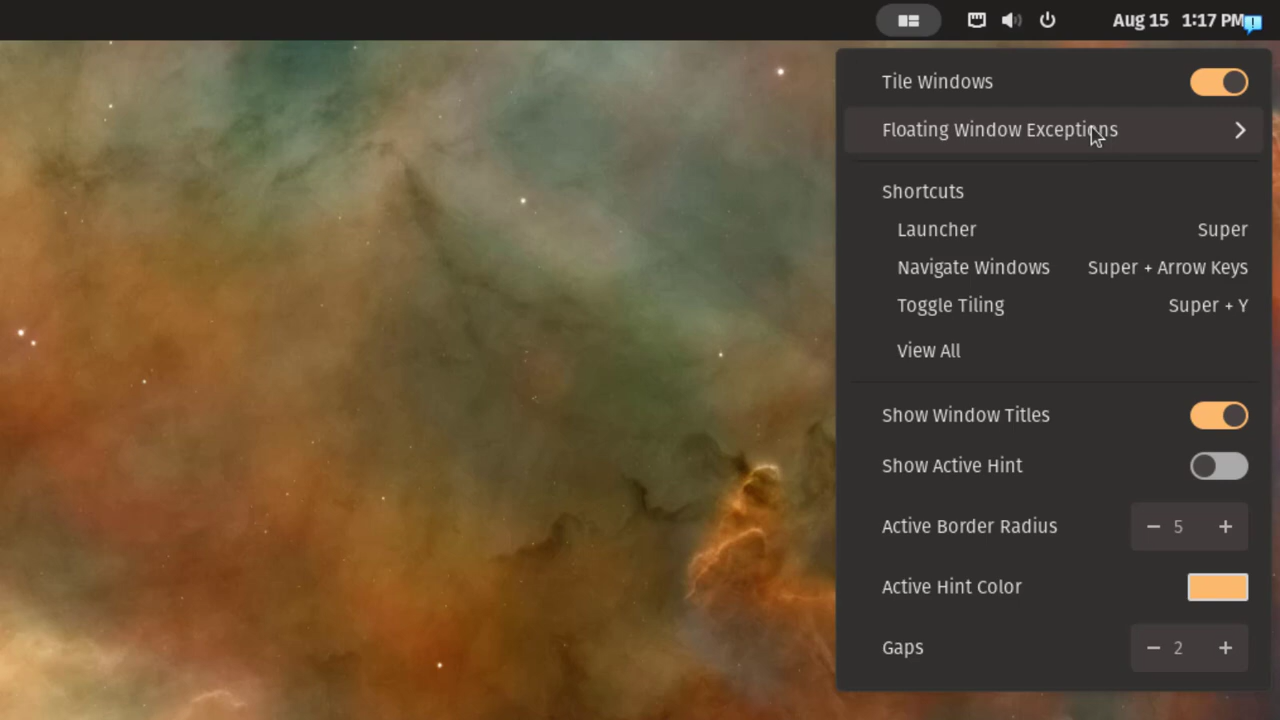 Aug 15 1:17 PM
Tile Windows
Floating Window Exceptions
Shortcuts
Launcher Super
Navigate Windows Super + Arrow Keys
Toggle Tiling Super + Y
View All
Show Window Titles
Show Active Hint
Active Border Radius − 5 +
Active Hint Color
Gaps − 2 +